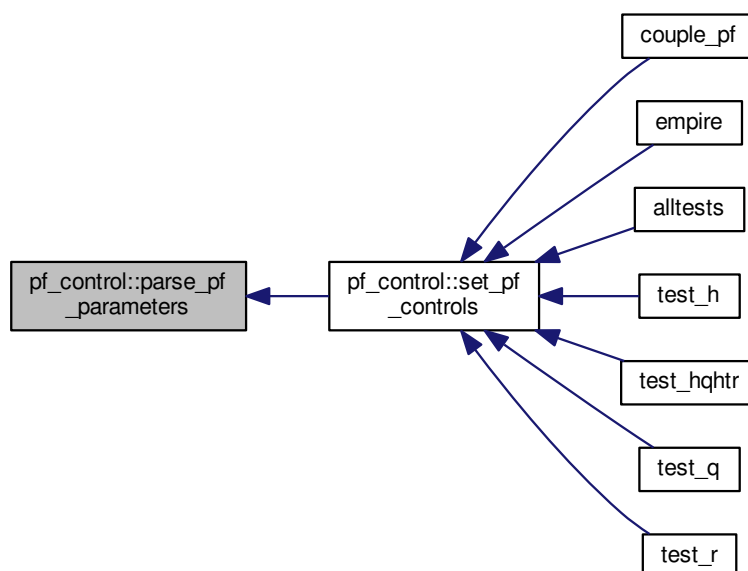 couple_pf
empire
alltests
pf_control::parse_pf
_parameters
pf_control::set_pf
_controls
test_h
test_hqhtr
test_q
test_r